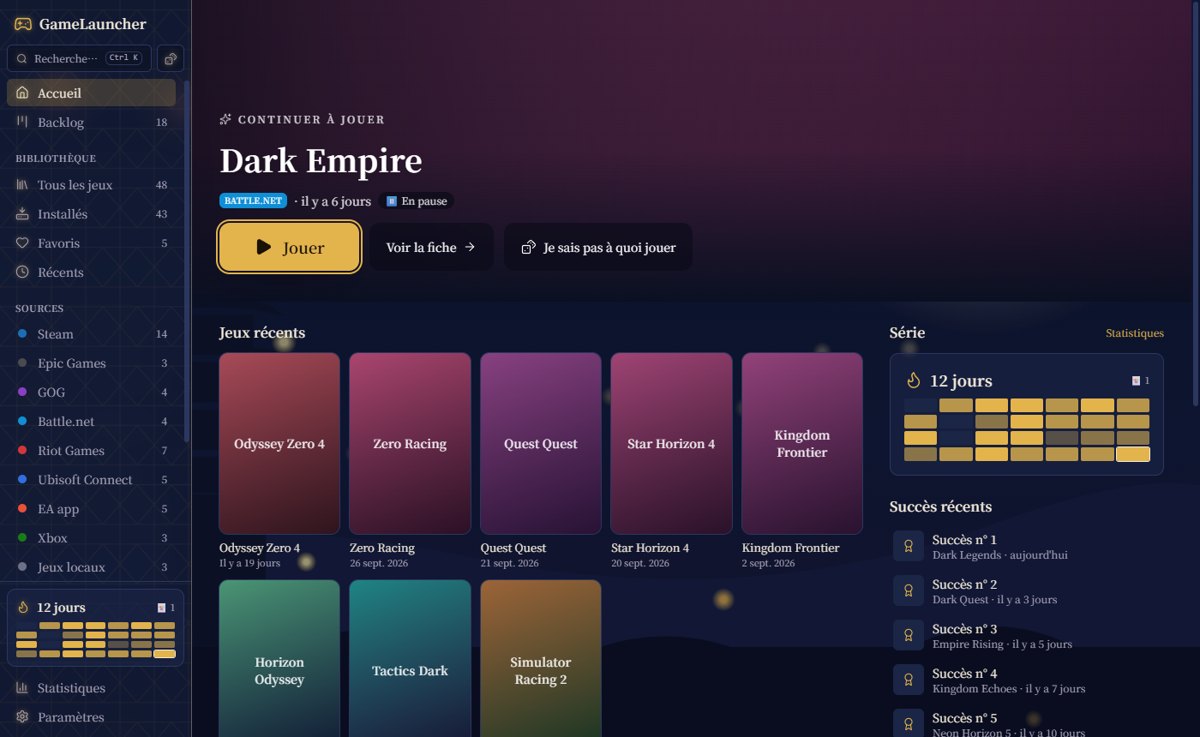 GameLauncher
Recherche··· Ctrl K
Accueil
Backlog 18
BIBLIOTHÈQUE
Tous les jeux 48
Installés 43
Favoris 5
Récents
SOURCES
Steam 14
Epic Games 3
GOG 4
Battle.net 4
Riot Games 7
Ubisoft Connect 5
EA app 5
Xbox 3
Jeux locaux 3
12 jours 1
Statistiques
Paramètres
CONTINUER À JOUER
Dark Empire
BATTLE.NET · il y a 6 jours En pause
Jouer
Voir la fiche →
Je sais pas à quoi jouer
Jeux récents
Odyssey Zero 4
Zero Racing
Quest Quest
Star Horizon 4
Kingdom
Frontier
Odyssey Zero 4
Il y a 19 jours
Zero Racing
26 sept. 2026
Quest Quest
21 sept. 2026
Star Horizon 4
20 sept. 2026
Kingdom Frontier
2 sept. 2026
Horizon
Odyssey
Tactics Dark
Simulator
Racing 2
Série Statistiques
12 jours 1
Succès récents
Succès n° 1
Dark Legends · aujourd'hui
Succès n° 2
Dark Quest · il y a 3 jours
Succès n° 3
Empire Rising · il y a 5 jours
Succès n° 4
Kingdom Echoes · il y a 7 jours
Succès n° 5
Neon Horizon 5 · il y a 10 jours